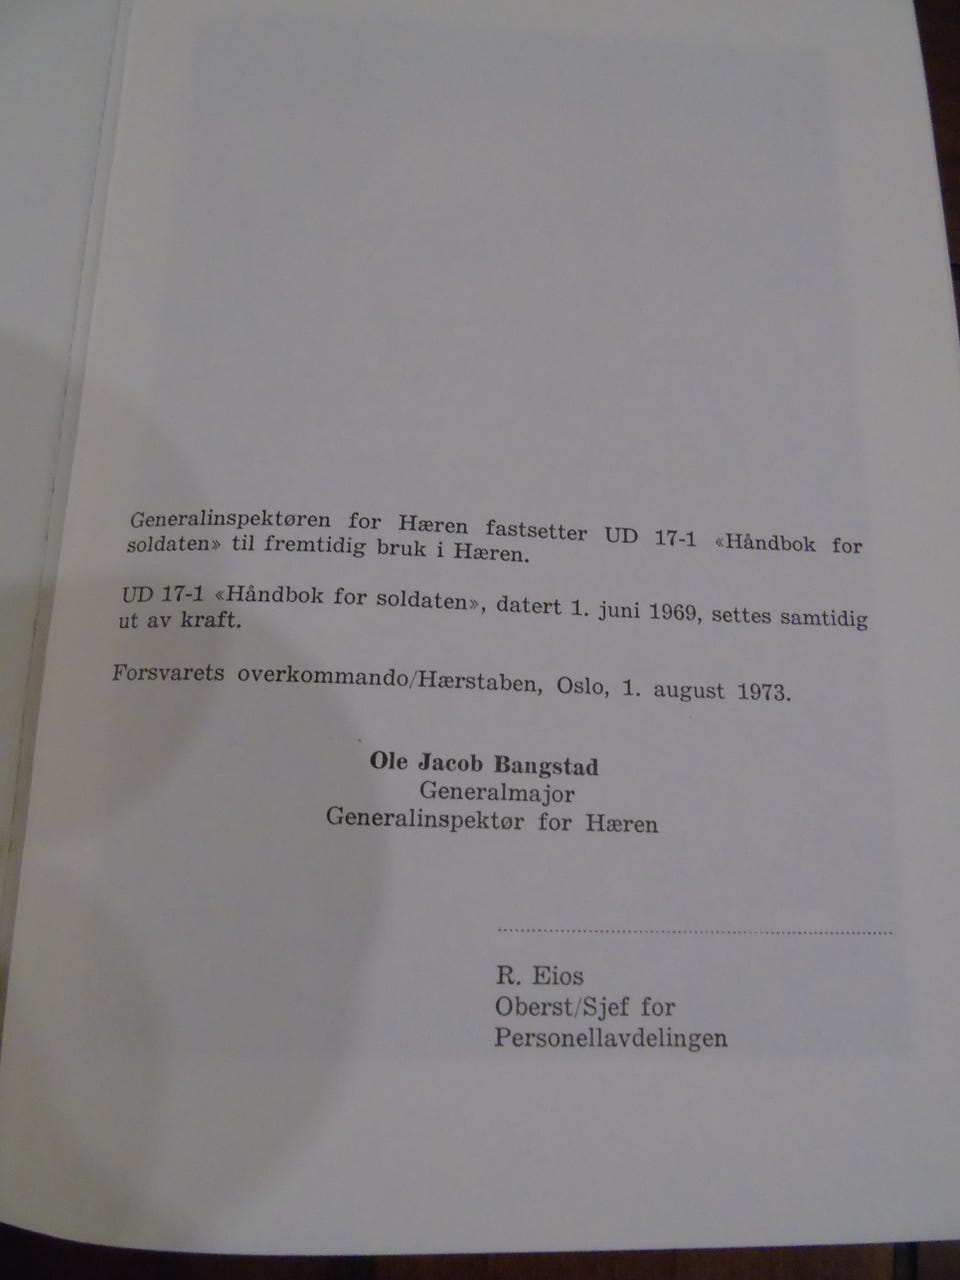 Generalinspektøren for Hæren fastsetter UD 17-1 «Håndbok for
soldaten» til fremtidig bruk i Hæren.
UD 17-1 «Håndbok for soldaten», datert 1. juni 1969, settes samtidig
ut av kraft.
Forsvarets overkommando/Hærstaben, Oslo, 1. august 1973.
Ole Jacob Bangstad
Generalmajor
Generalinspektør for Hæren
R. Eios
Oberst/Sjef for
Personellavdelingen